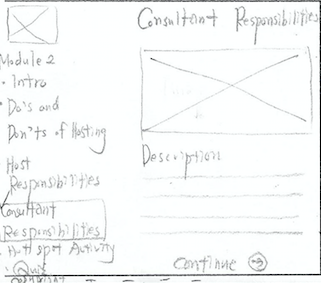 Consultant Responsibilities
Module 2
• Intro
• Do's and
Don'ts of Hosting
Host
Responsibilities
Consultant
Responsibilities
• Hot spot Activity
• Quiz
Description
Continue